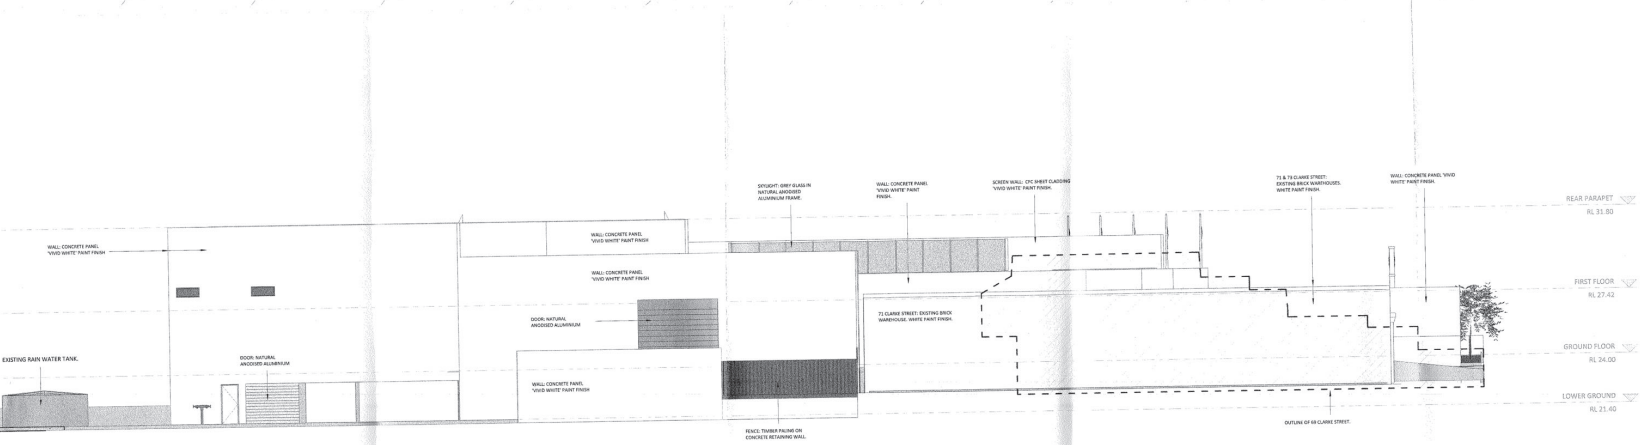 SKYLIGHT: GREY GLASS IN
NATURAL ANODISED
ALUMINIUM FRAME.
WALL: CONCRETE PANEL
'VIVID WHITE' PAINT
FINISH.
SCREEN WALL: CFC SHEET CLADDING
'VIVID WHITE' PAINT FINISH.
71 & 73 CLARKE STREET:
EXISTING BRICK WAREHOUSES.
WHITE PAINT FINISH.
WALL: CONCRETE PANEL 'VIVID
WHITE' PAINT FINISH.
REAR PARAPET
RL 31.80
WALL: CONCRETE PANEL
'VIVID WHITE' PAINT FINISH
WALL: CONCRETE PANEL
'VIVID WHITE' PAINT FINISH
WALL: CONCRETE PANEL
'VIVID WHITE' PAINT FINISH
FIRST FLOOR
RL 27.42
DOOR: NATURAL
ANODISED ALUMINIUM
71 CLARKE STREET: EXISTING BRICK
WAREHOUSE. WHITE PAINT FINISH.
GROUND FLOOR
RL 24.00
EXISTING RAIN WATER TANK.
DOOR: NATURAL
ANODISED ALUMINIUM
WALL: CONCRETE PANEL
'VIVID WHITE' PAINT FINISH
LOWER GROUND
RL 21.40
FENCE: TIMBER PALING ON
CONCRETE RETAINING WALL.
OUTLINE OF 69 CLARKE STREET.